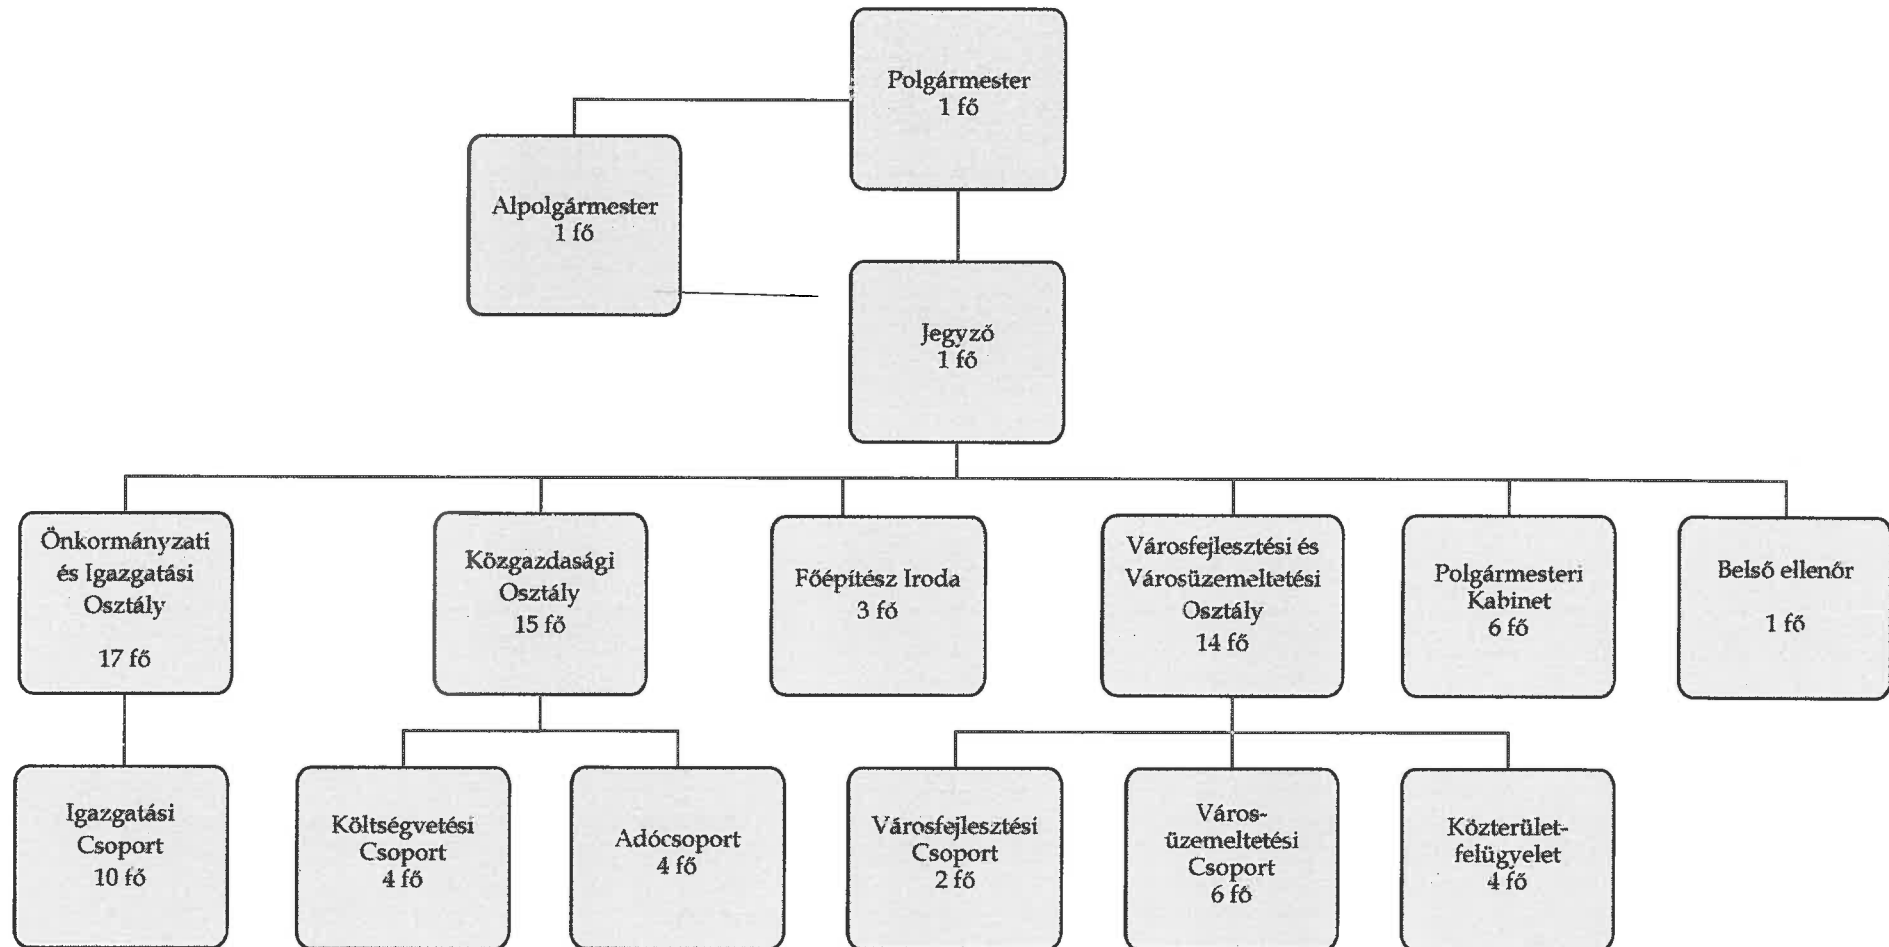 Polgármester
1 fő
Alpolgármester
1 fő
Jegyző
1 fő
Önkormányzati
és Igazgatási
Osztály
17 fő
Közgazdasági
Osztály
15 fő
Főépítész Iroda
3 fő
Városfejlesztési és
Városüzemeltetési
Osztály
14 fő
Polgármesteri
Kabinet
6 fő
Belső ellenőr
1 fő
Igazgatási
Csoport
10 fő
Költségvetési
Csoport
4 fő
Adócsoport
4 fő
Városfejlesztési
Csoport
2 fő
Város-
üzemeltetési
Csoport
6 fő
Közterület-
felügyelet
4 fő